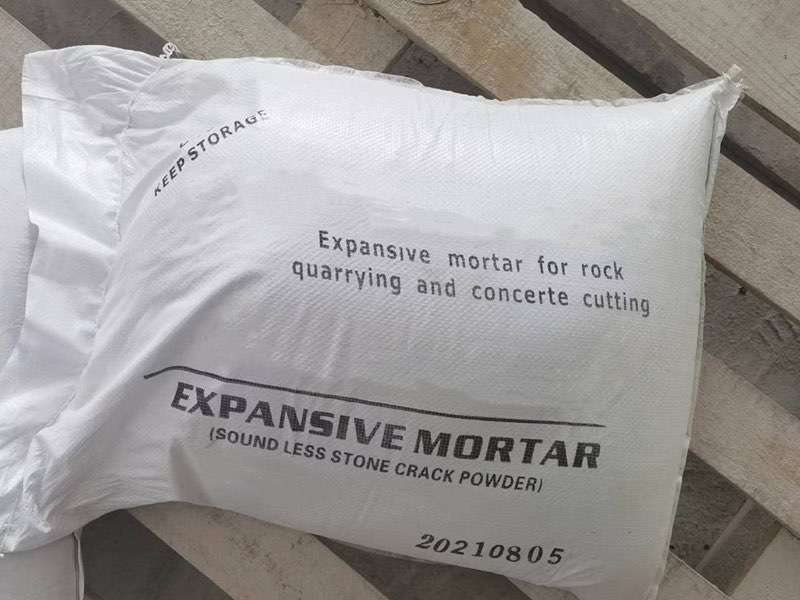 KEEP STORAGE
Expansive mortar for rock
quarrying and concerte cutting
EXPANSIVE MORTAR
(SOUND LESS STONE CRACK POWDER)
20210805